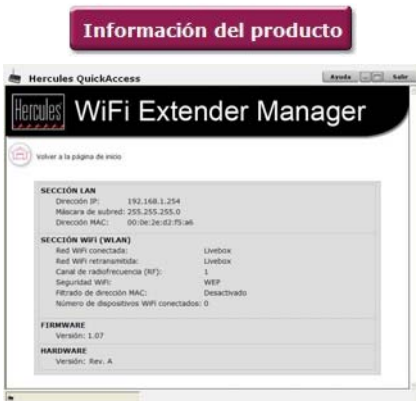 Información del producto
Hercules QuickAccess
Ayuda
Salir
Hercules WiFi Extender Manager
Volver a la página de inicio
SECCIÓN LAN
Dirección IP: 192.168.1.254
Máscara de subred: 255.255.255.0
Dirección MAC: 00:0e:2e:d2:f5:a6
SECCIÓN WiFi (WLAN)
Red WiFi conectada: Livebox
Red WiFi retransmitida: Livebox
Canal de radiofrecuencia (RF): 1
Seguridad WiFi: WEP
Filtrado de dirección MAC: Desactivado
Número de dispositivos WiFi conectados: 0
FIRMWARE
Versión: 1.07
HARDWARE
Versión: Rev. A